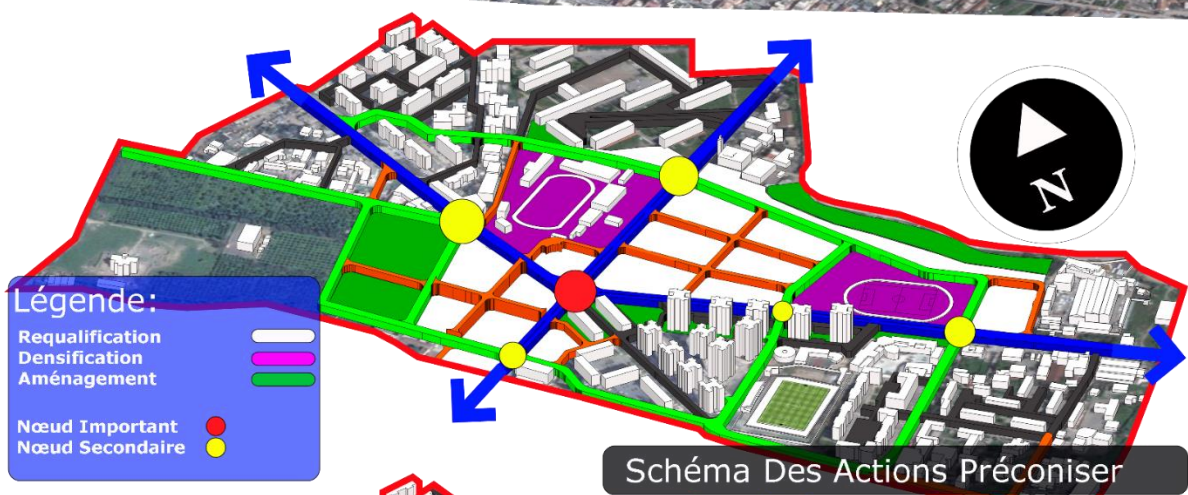 N
Légende:
Requalification
Densification
Aménagement
Nœud Important
Nœud Secondaire
Schéma Des Actions Préconiser